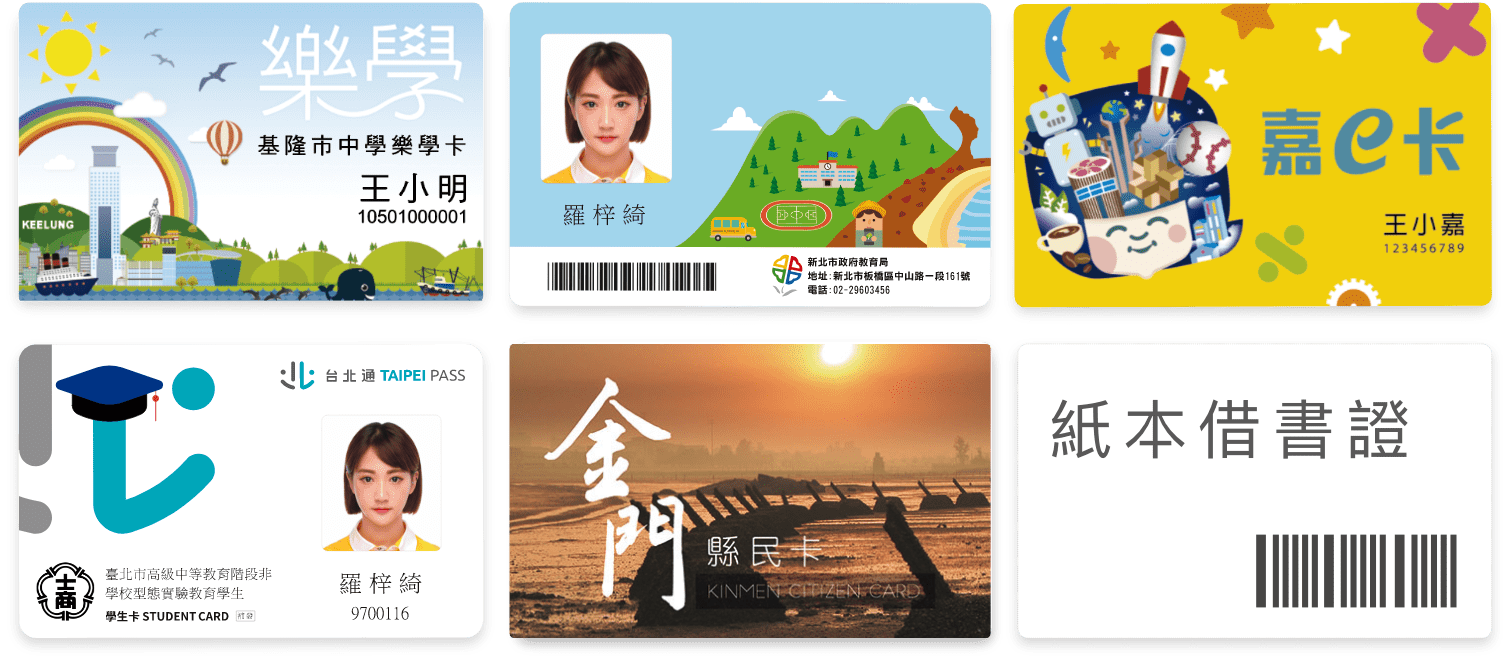 樂學
基隆市中學樂學卡
王小明
10501000001
KEELUNG
羅梓綺
新北市政府教育局
地址:新北市板橋區中山路一段161號
電話:02-29603456
嘉e卡
王小嘉
123456789
台北通 TAIPEI PASS
士商
臺北市高級中等教育階段非
學校型態實驗教育學生
學生卡 STUDENT CARD
羅梓綺
9700116
金門
縣民卡
KINMEN CITIZEN CARD
紙本借書證